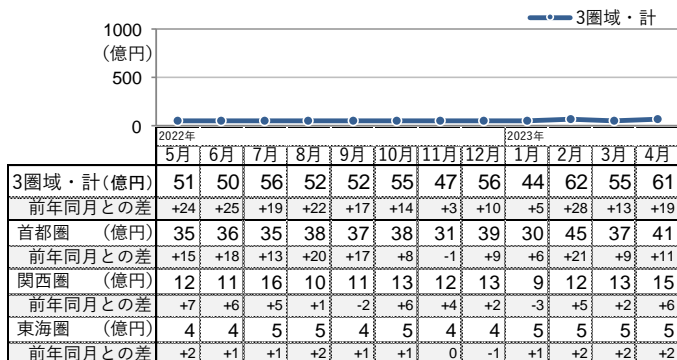 3圏域・計
1000
(億円)
500
0
2022年 2023年
5月 6月 7月 8月 9月 10月 11月 12月 1月 2月 3月 4月
3圏域・計(億円) 51 50 56 52 52 55 47 56 44 62 55 61
前年同月との差 +24 +25 +19 +22 +17 +14 +3 +10 +5 +28 +13 +19
首都圏 (億円) 35 36 35 38 37 38 31 39 30 45 37 41
前年同月との差 +15 +18 +13 +20 +17 +8 -1 +9 +6 +21 +9 +11
関西圏 (億円) 12 11 16 10 11 13 12 13 9 12 13 15
前年同月との差 +7 +6 +5 +1 -2 +6 +4 +2 -3 +5 +2 +6
東海圏 (億円) 4 4 5 5 4 5 4 4 5 5 5 5
前年同月との差 +2 +1 +1 +2 +1 +1 0 -1 +1 +2 +2 +2